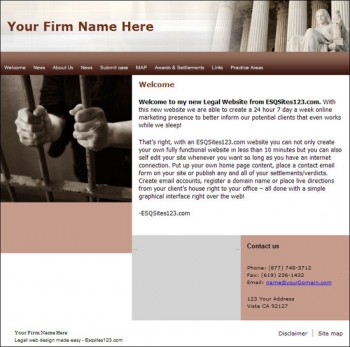 Your Firm Name Here
Welcome News About Us News Submit case MAP Awards & Settlements Links Practice Areas
Welcome
Welcome to my new Legal Website from ESQSites123.com. With
this new website we are able to create a 24 hour 7 day a week online
marketing presence to better inform our potential clients that even works
while we sleep!
That's right, with an ESQSites123.com website you can not only create
your own fully functional website in less than 10 minutes but you can also
self edit your site whenever you want so long as you have an internet
connection. Put up your own home page content, place a contact email
form on your site or publish any and all of your settlements/verdicts.
Create email accounts, register a domain name or place live directions
from your client's house right to your office – all done with a simple
graphical interface right over the web!
-ESQSites123.com
Contact us
Phone: (877) 748-3712
Fax: (619) 236-1432
Email: name@yourDomain.com
123 Your Address
Vista CA 92127
Your Firm Name Here
Legal web design made easy - Esqsites123.com
Disclaimer | Site map